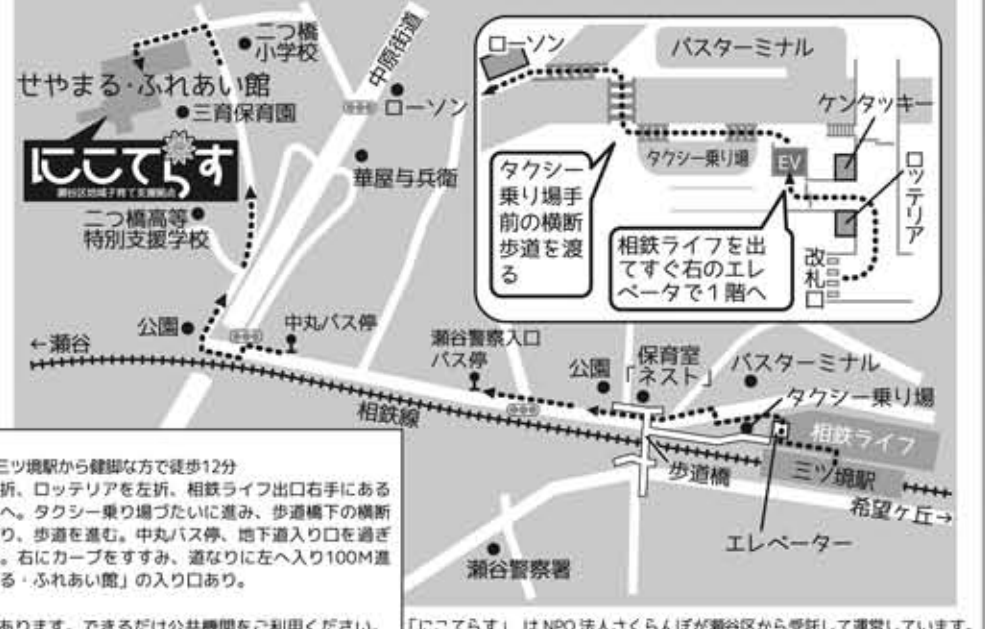 二つ橋
小学校
せやまる・ふれあい館
三育保育園
にこてらす
瀬谷区地域子育て支援拠点
二つ橋高等
特別支援学校
中原街道
ローソン
華屋与兵衛
ローソン
バスターミナル
ケンタッキー
タクシー乗り場
EV
ロッテリア
改札口
タクシー
乗り場手
前の横断
歩道を渡
る
相鉄ライフを出
てすぐ右のエレ
ベータで1階へ
公園
中丸バス停
←瀬谷
瀬谷警察入口
バス停
公園
保育室
「ネスト」
バスターミナル
タクシー乗り場
相鉄線
相鉄ライフ
三ツ境駅
歩道橋
希望ケ丘→
エレベーター
瀬谷警察署
三ツ境駅から健脚な方で徒歩12分
折、ロッテリアを左折、相鉄ライフ出口右手にある
へ。タクシー乗り場づたいに進み、歩道橋下の横断
り、歩道を進む。中丸バス停、地下道入り口を過ぎ
。右にカーブをすすみ、道なりに左へ入り100M進
る・ふれあい館」の入り口あり。
あります。できるだけ公共機関をご利用ください。
「にこてらす」はNPO法人さくらんぼが瀬谷区から受託して運営しています。